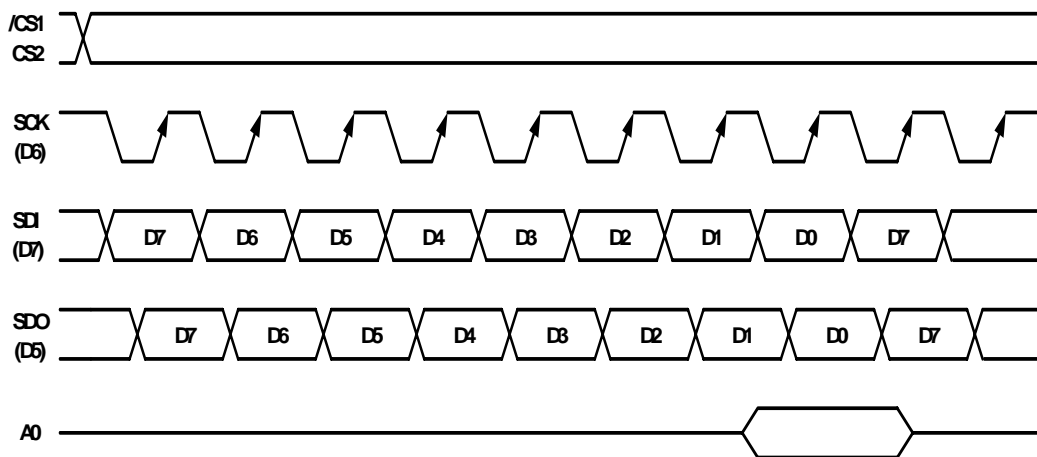 /CS1
CS2
SCK
(D6)
SDI
(D7)
D7 D6 D5 D4 D3 D2 D1 D0 D7
SDO
(D5)
D7 D6 D5 D4 D3 D2 D1 D0 D7
A0